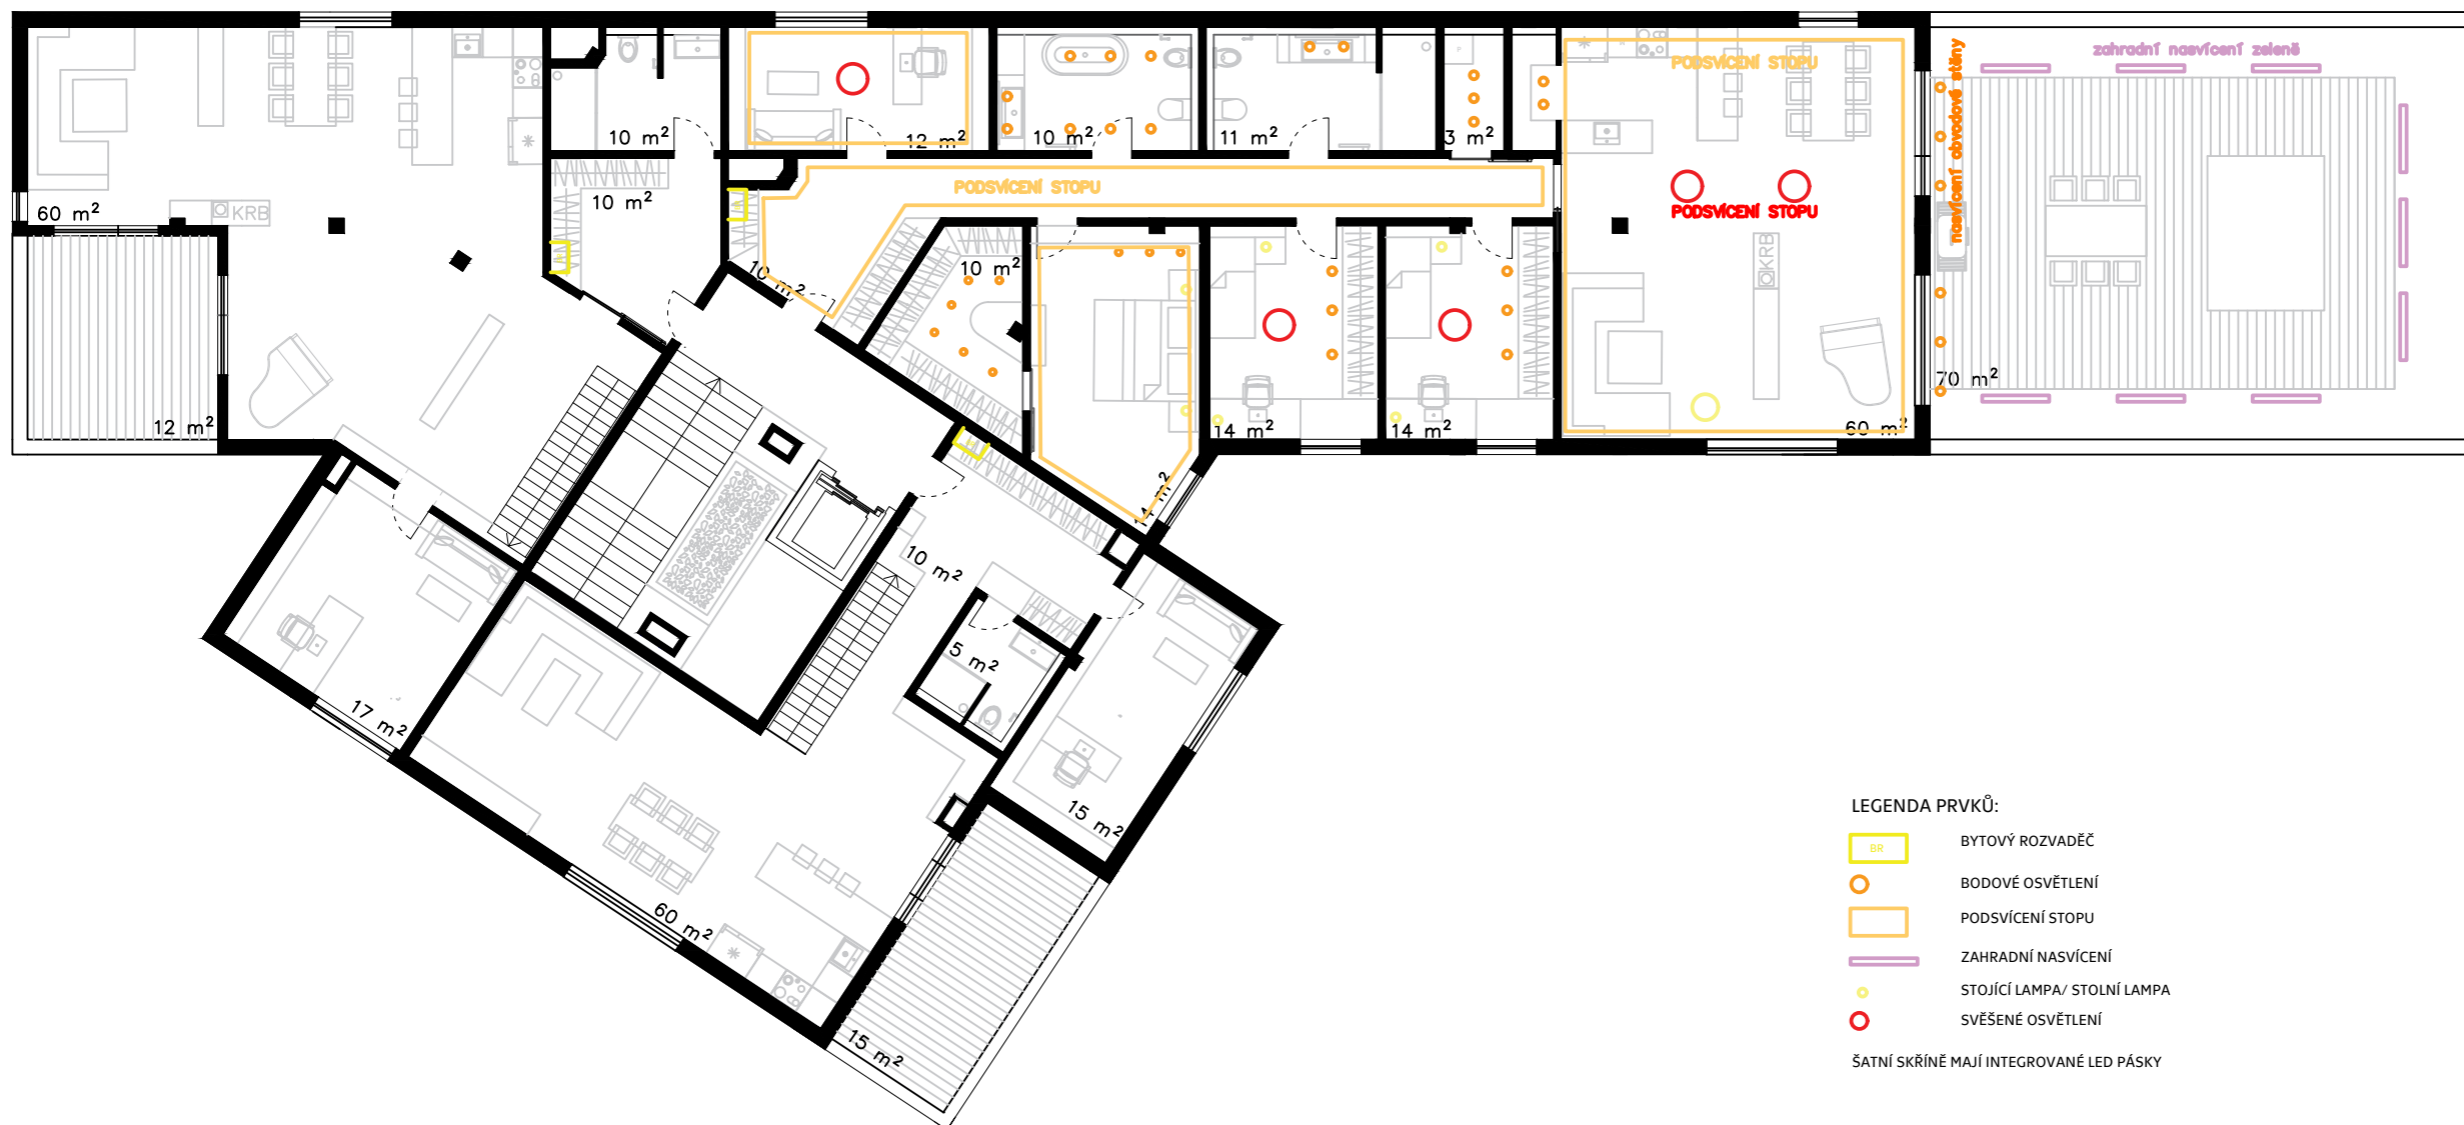 zahradní nasvícení zeleně
PODSVÍCENÍ STOPU
nasvícení obvodové stěny
10 m²
12 m²
10 m²
11 m²
3 m²
PODSVÍCENÍ STOPU
10 m²
60 m²
KRB
PODSVÍCENÍ STOPU
KRB
10 m²
10 m²
70 m²
12 m²
14 m²
14 m²
60 m²
14 m²
10 m²
5 m²
17 m²
15 m²
60 m²
15 m²
LEGENDA PRVKŮ:
BR BYTOVÝ ROZVADĚČ
BODOVÉ OSVĚTLENÍ
PODSVÍCENÍ STOPU
ZAHRADNÍ NASVÍCENÍ
STOJÍCÍ LAMPA/ STOLNÍ LAMPA
SVĚŠENÉ OSVĚTLENÍ
ŠATNÍ SKŘÍNĚ MAJÍ INTEGROVANÉ LED PÁSKY